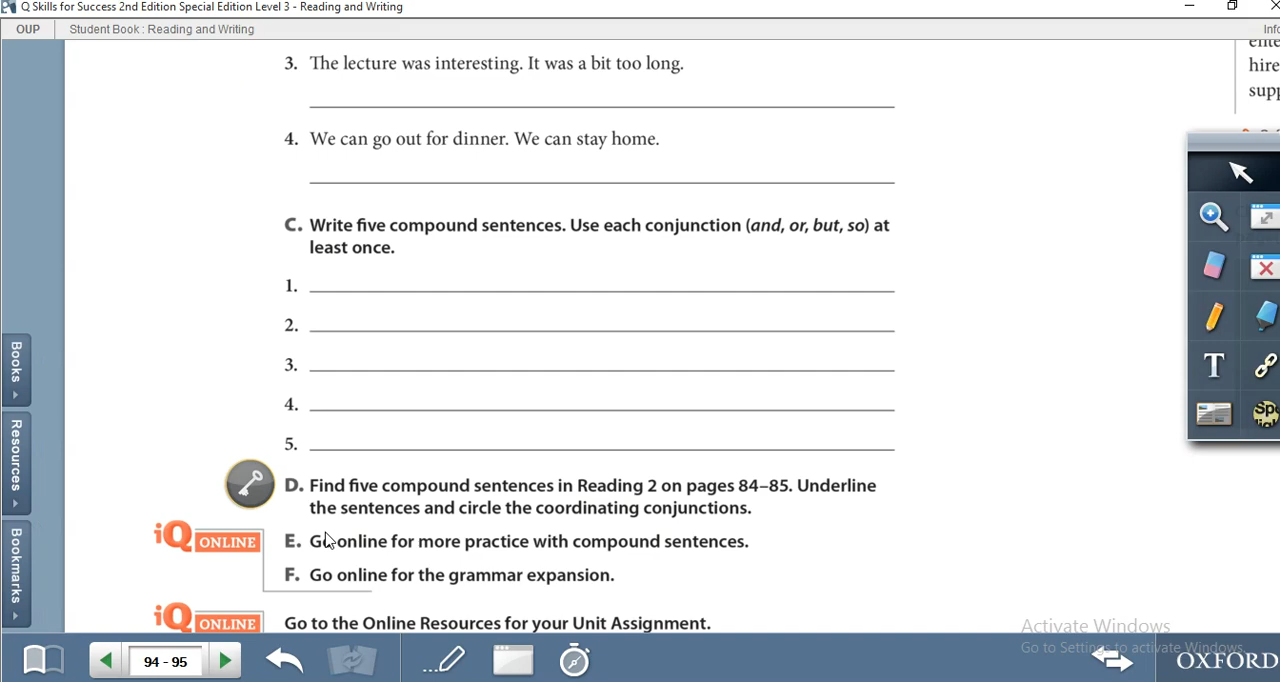 Q Skills for Success 2nd Edition Special Edition Level 3 - Reading and Writing
OUP Student Book : Reading and Writing
3. The lecture was interesting. It was a bit too long.
hire
4. We can go out for dinner. We can stay home.
C. Write five compound sentences. Use each conjunction (and, or, but, so) at
least once.
1.
2.
3.
4.
5.
D. Find five compound sentences in Reading 2 on pages 84–85. Underline
the sentences and circle the coordinating conjunctions.
iQ ONLINE
E. Go online for more practice with compound sentences.
F. Go online for the grammar expansion.
iQ ONLINE
Go to the Online Resources for your Unit Assignment.
Books
Resources
Bookmarks
T
94 - 95
Activate Windows
Go to Settings to activate Windows.
OXFORD